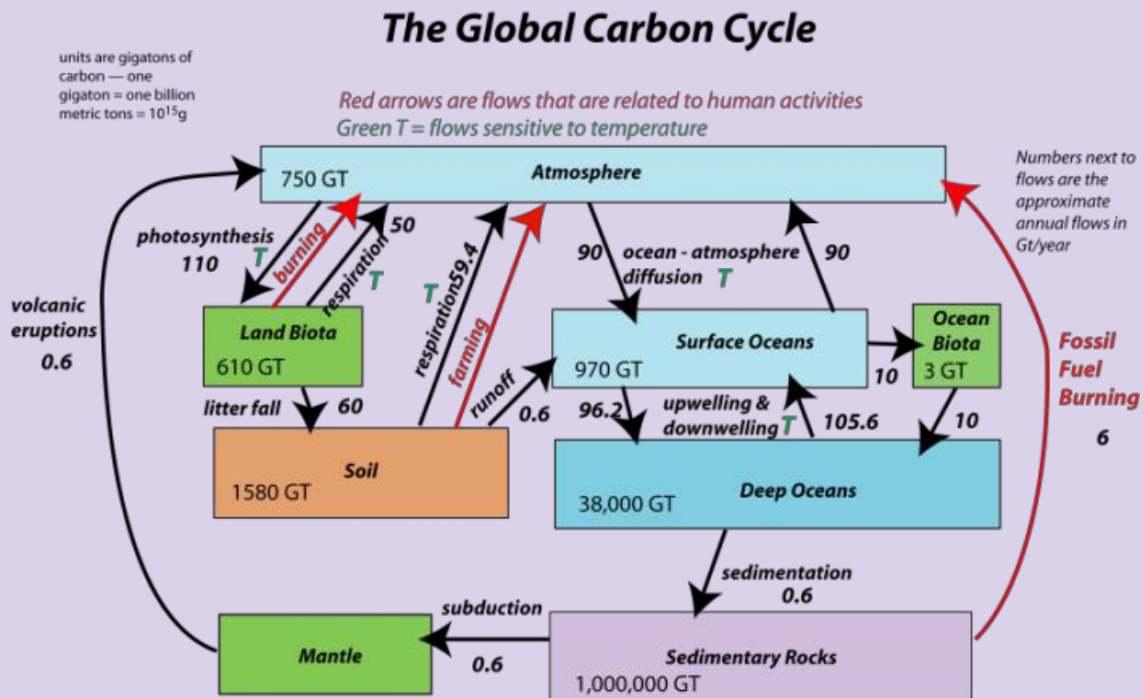 The Global Carbon Cycle
units are gigatons of
carbon — one
gigaton = one billion
metric tons = 10¹⁵g
Red arrows are flows that are related to human activities
Green T = flows sensitive to temperature
Numbers next to
flows are the
approximate
annual flows in
Gt/year
750 GT
Atmosphere
photosynthesis
110
T
burning
respiration
50
T
respiration
59.4
T
farming
90
ocean - atmosphere
diffusion T
90
volcanic
eruptions
0.6
Land Biota
610 GT
Surface Oceans
970 GT
Ocean
Biota
3 GT
10
Fossil
Fuel
Burning
6
litter fall
60
runoff
0.6
96.2
upwelling &
downwelling T
105.6
10
Soil
1580 GT
Deep Oceans
38,000 GT
sedimentation
0.6
subduction
0.6
Mantle
Sedimentary Rocks
1,000,000 GT